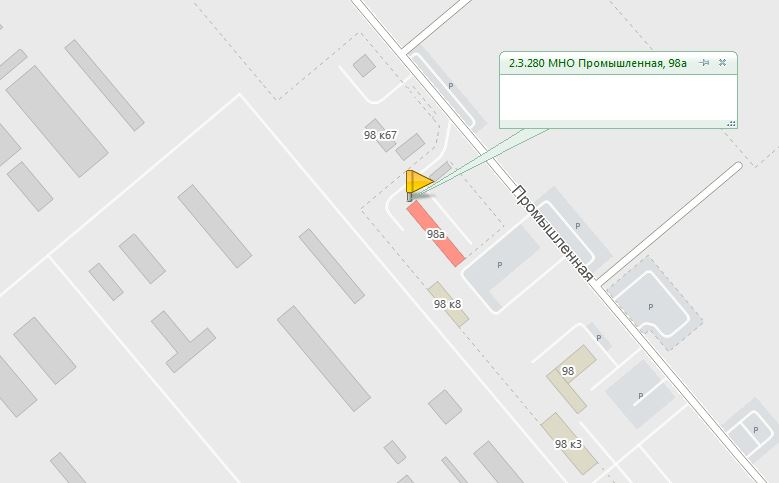 2.3.280 МНО Промышленная, 98а
P
98 к67
Промышленная
98а
P
P
98 к8
P
P
98
P
P
98 к3